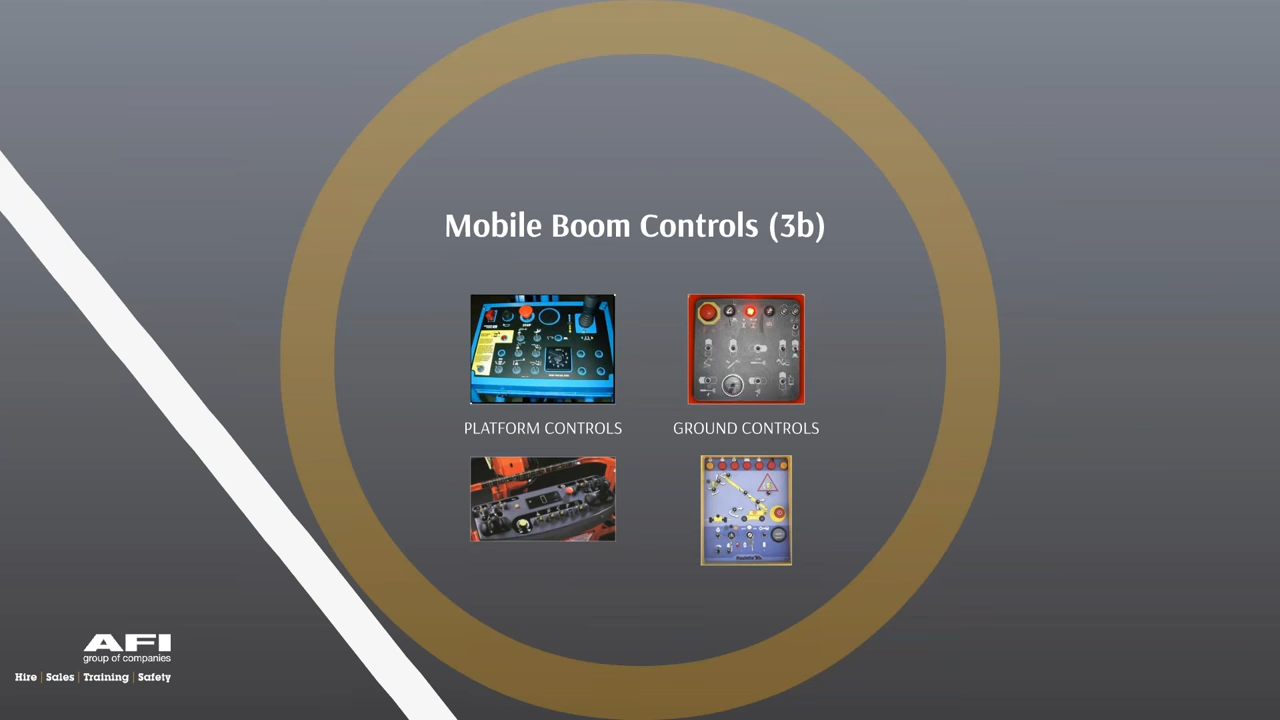 Mobile Boom Controls (3b)
PLATFORM CONTROLS
GROUND CONTROLS
AFI
group of companies
Hire | Sales | Training | Safety